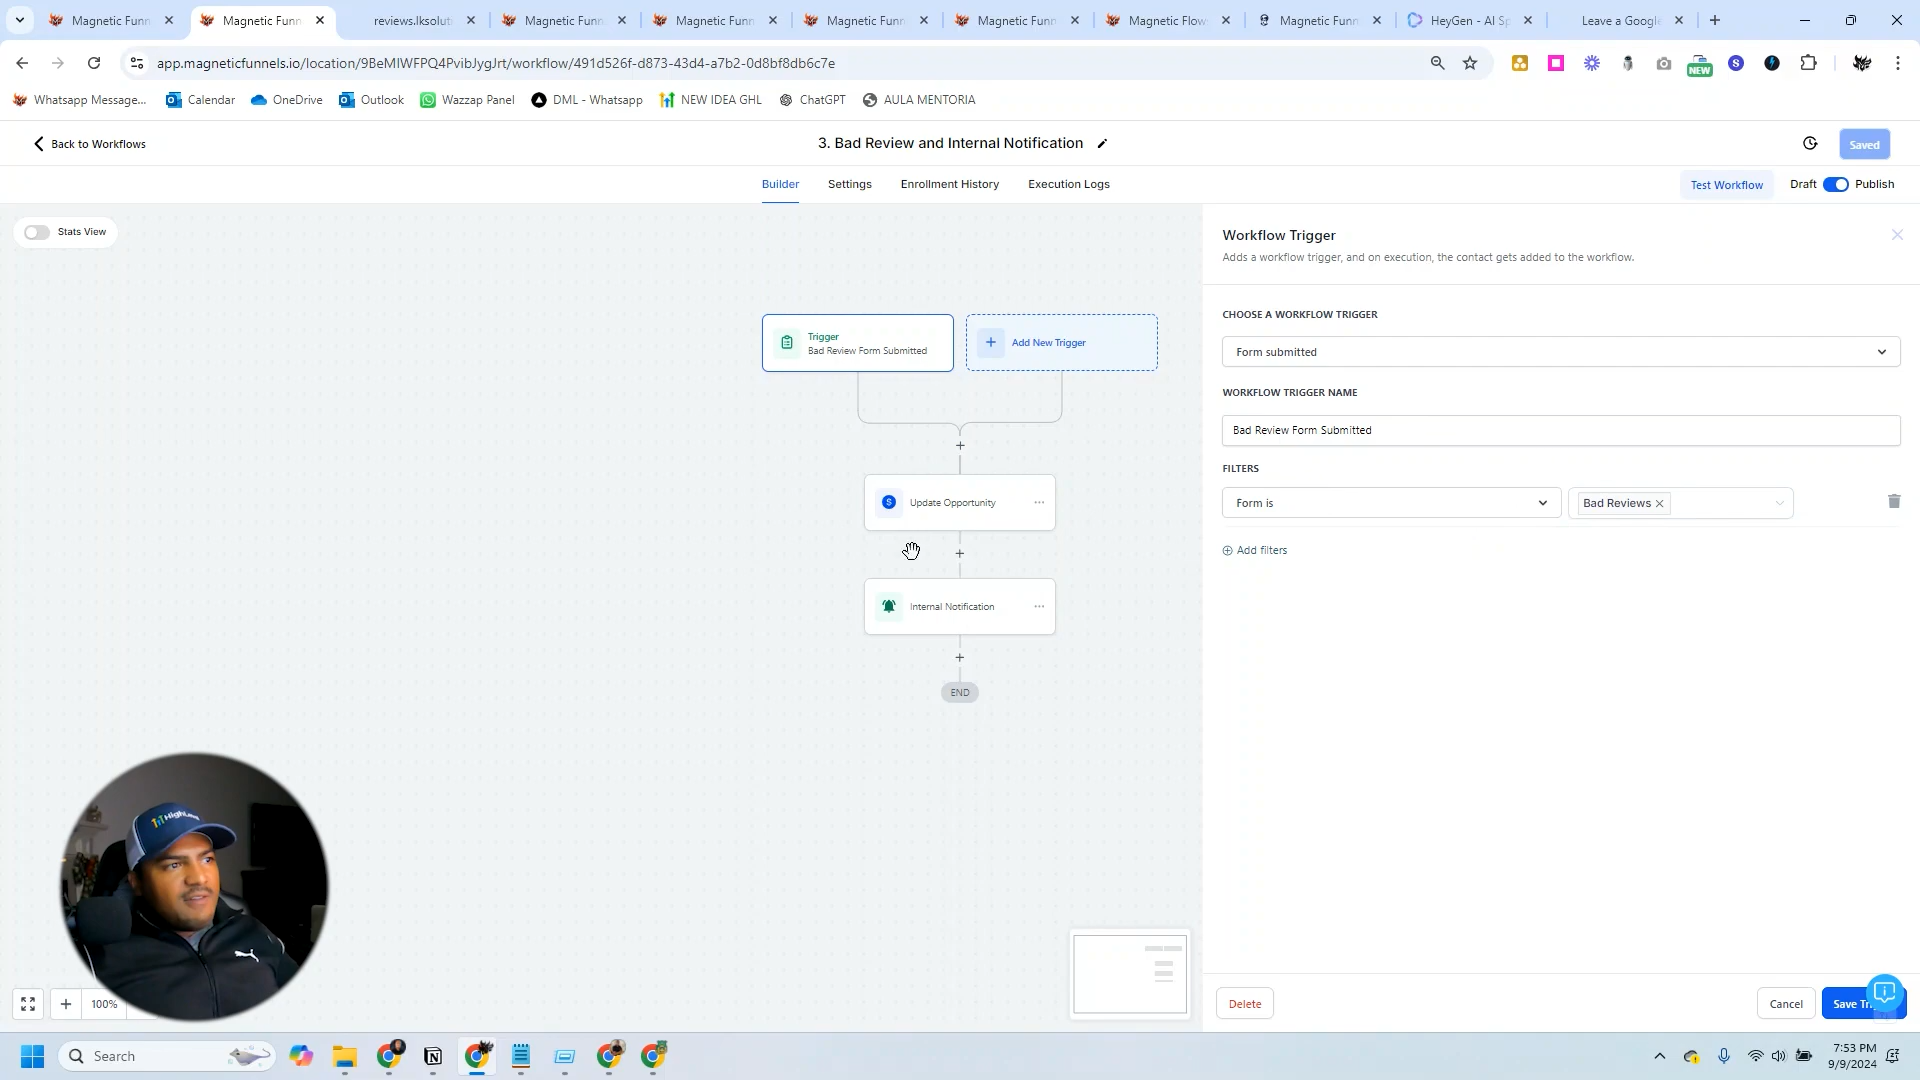 Magnetic Funn
Magnetic Funn
reviews.lksolut
Magnetic Funn
Magnetic Funn
Magnetic Funn
Magnetic Funn
Magnetic Flow
Magnetic Funn
HeyGen - AI Sp
Leave a Google
app.magneticfunnels.io/location/9BeMIWFPQ4PvibJygJrt/workflow/491d526f-d873-43d4-a7b2-0d8bf8db6c7e
NEW
Whatsapp Message...
Calendar
OneDrive
Outlook
Wazzap Panel
DML - Whatsapp
NEW IDEA GHL
ChatGPT
AULA MENTORIA
Back to Workflows
3. Bad Review and Internal Notification
Saved
Builder
Settings
Enrollment History
Execution Logs
Test Workflow
Draft
Publish
Stats View
Workflow Trigger
Adds a workflow trigger, and on execution, the contact gets added to the workflow.
CHOOSE A WORKFLOW TRIGGER
Form submitted
WORKFLOW TRIGGER NAME
Bad Review Form Submitted
FILTERS
Form is
Bad Reviews
Add filters
Trigger
Bad Review Form Submitted
Add New Trigger
Update Opportunity
Internal Notification
END
HighLevel
100%
Delete
Cancel
Save Tr
Search
7:53 PM
9/9/2024